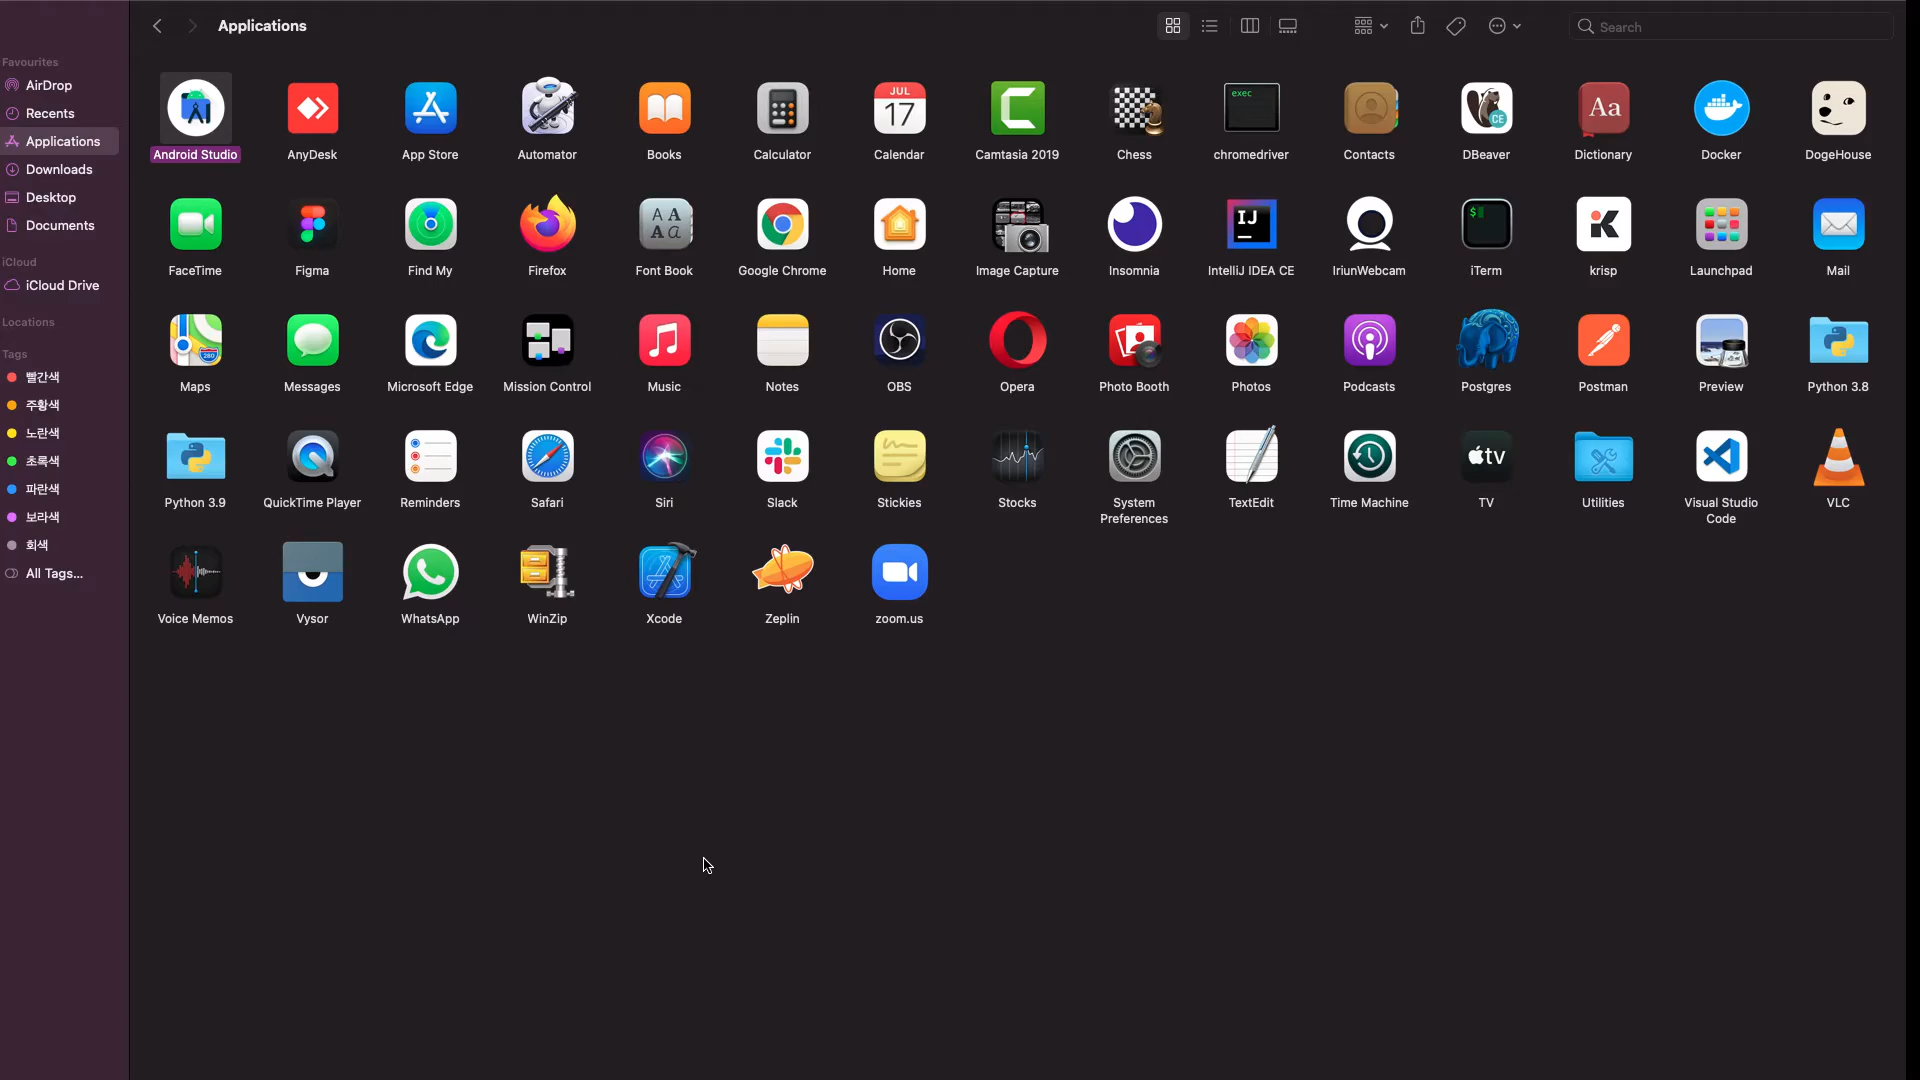 Applications
Search
Favourites
AirDrop
Recents
Applications
Downloads
Desktop
Documents
iCloud
iCloud Drive
Locations
Tags
빨간색
주황색
노란색
초록색
파란색
보라색
회색
All Tags...
JUL
17
exec
Aa
CE
Android Studio
AnyDesk
App Store
Automator
Books
Calculator
Calendar
Camtasia 2019
Chess
chromedriver
Contacts
DBeaver
Dictionary
Docker
DogeHouse
A A
A a
IJ
$
FaceTime
Figma
Find My
Firefox
Font Book
Google Chrome
Home
Image Capture
Insomnia
IntelliJ IDEA CE
IriunWebcam
iTerm
krisp
Launchpad
Mail
280
Maps
Messages
Microsoft Edge
Mission Control
Music
Notes
OBS
Opera
Photo Booth
Photos
Podcasts
Postgres
Postman
Preview
Python 3.8
tv
Python 3.9
QuickTime Player
Reminders
Safari
Siri
Slack
Stickies
Stocks
System
Preferences
TextEdit
Time Machine
TV
Utilities
Visual Studio
Code
VLC
Voice Memos
Vysor
WhatsApp
WinZip
Xcode
Zeplin
zoom.us